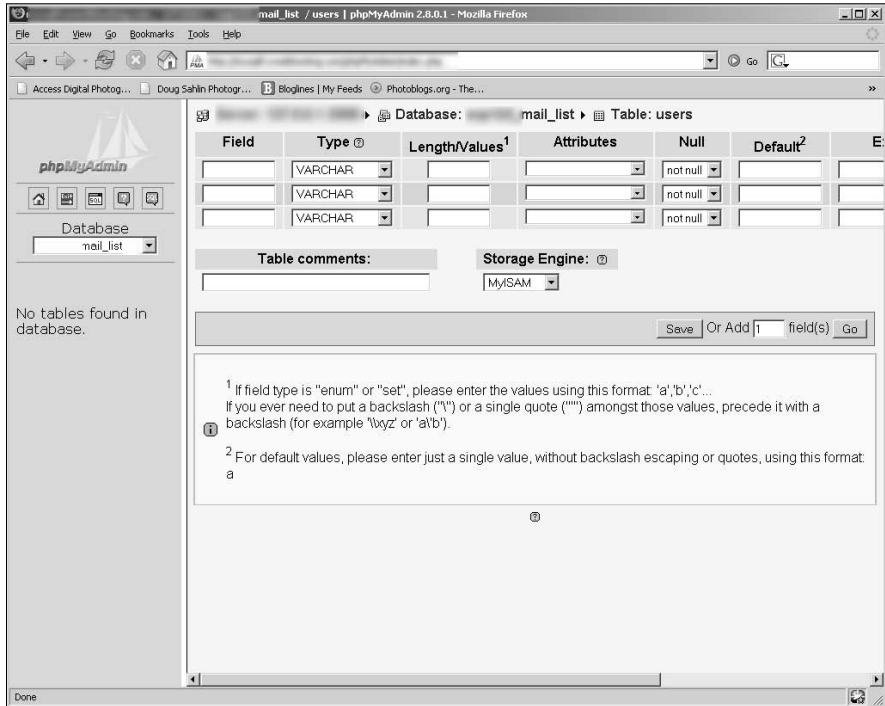 mail_list / users | phpMyAdmin 2.8.0.1 - Mozilla Firefox
File Edit View Go Bookmarks Tools Help
PMA
Go G
Access Digital Photog... Doug Sahlin Photogr... Bloglines | My Feeds Photoblogs.org - The... »
Database: mail_list Table: users
Field Type Length/Values1 Attributes Null Default2 E
VARCHAR not null
VARCHAR not null
VARCHAR not null
phpMyAdmin
SQL
Database
mail_list
No tables found in
database.
Table comments: Storage Engine:
MyISAM
Save Or Add 1 field(s) Go
1 If field type is "enum" or "set", please enter the values using this format: 'a','b','c'...
If you ever need to put a backslash ("\") or a single quote ("'") amongst those values, precede it with a
backslash (for example '\\xyz' or 'a\'b').
2 For default values, please enter just a single value, without backslash escaping or quotes, using this format:
a
Done